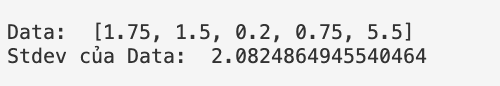 Data:  [1.75, 1.5, 0.2, 0.75, 5.5]
Stdev của Data:  2.0824864945540464